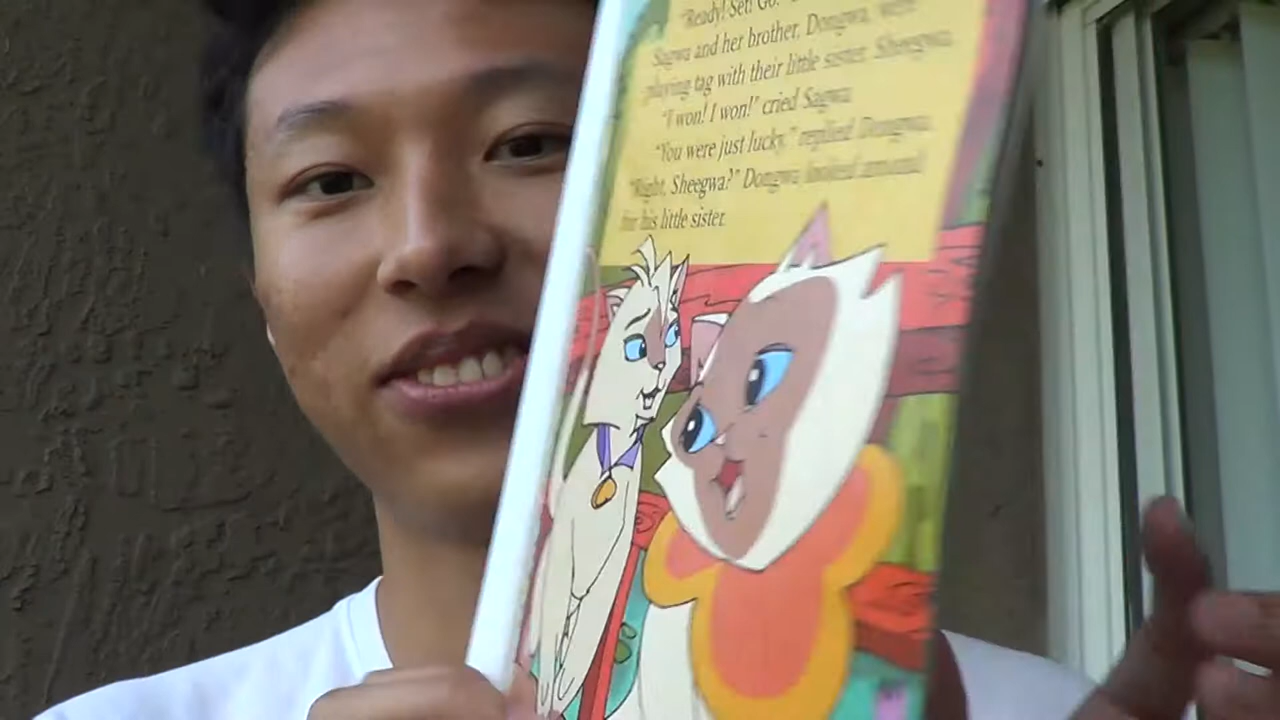 "Ready! Set! Go!"
Sagwa and her brother, Dongwa, were
playing tag with their little sister, Sheegwa.
"I won! I won!" cried Sagwa.
"You were just lucky," replied Dongwa.
"Right, Sheegwa?" Dongwa looked around
for his little sister.